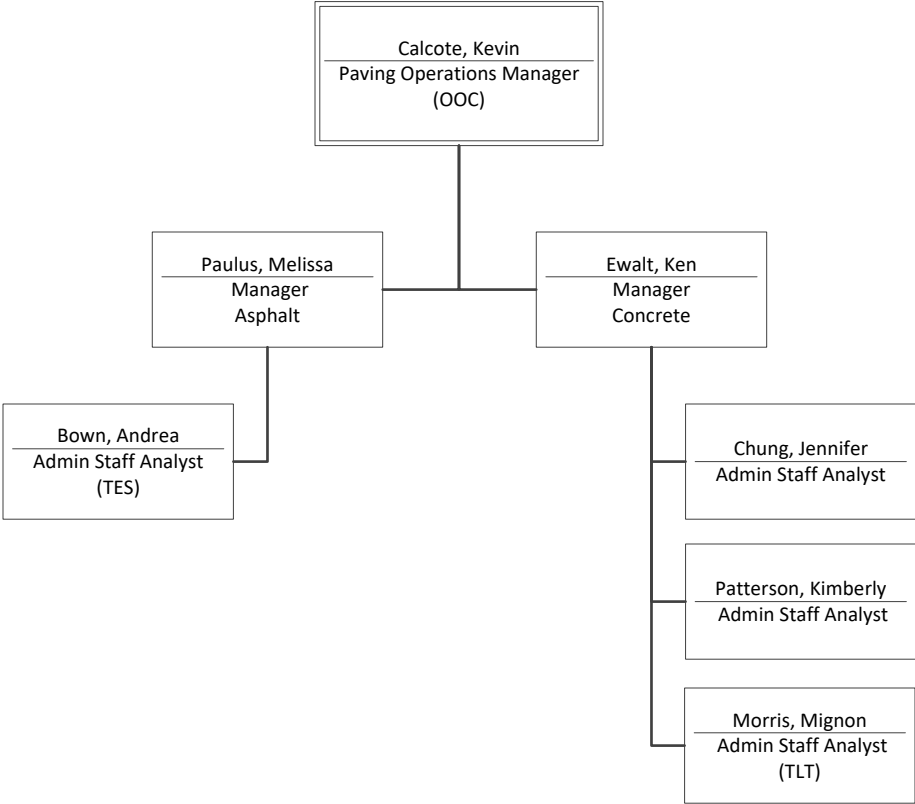 Calcote, Kevin
Paving Operations Manager
(OOC)
Paulus, Melissa
Manager
Asphalt
Ewalt, Ken
Manager
Concrete
Bown, Andrea
Admin Staff Analyst
(TES)
Chung, Jennifer
Admin Staff Analyst
Patterson, Kimberly
Admin Staff Analyst
Morris, Mignon
Admin Staff Analyst
(TLT)